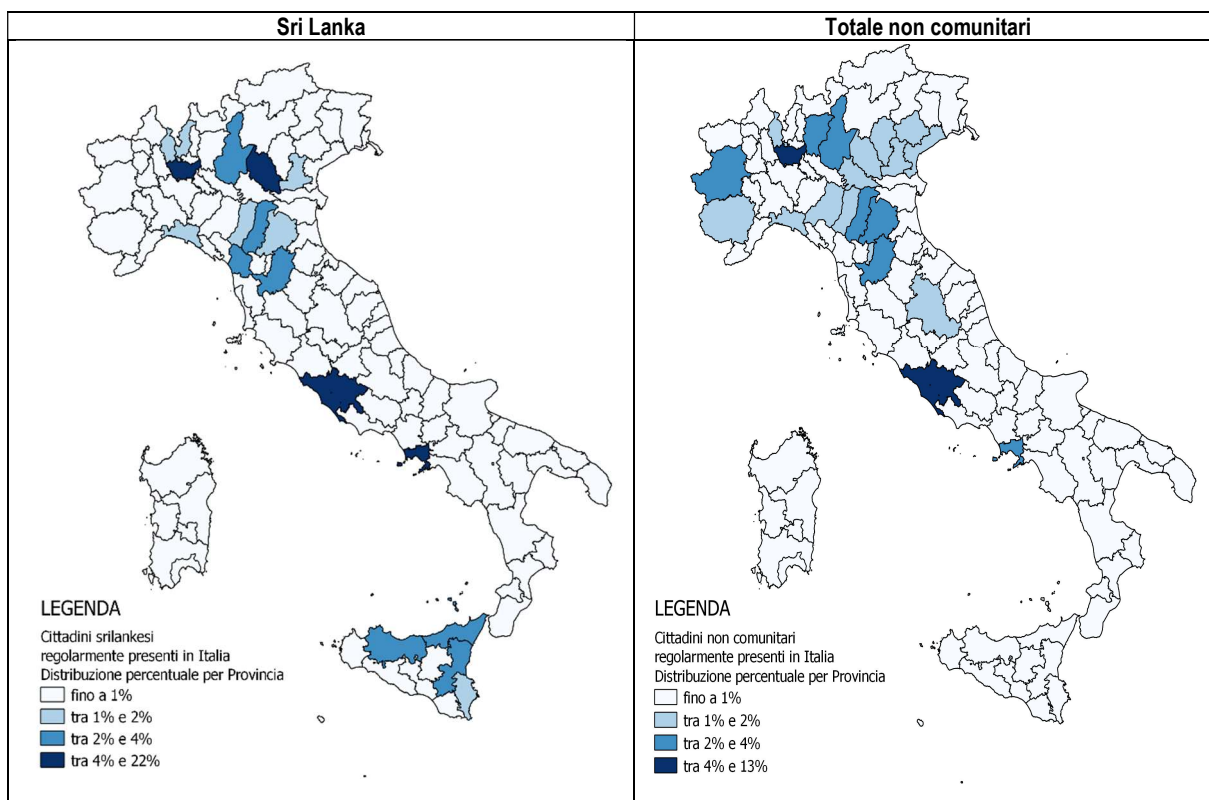 Sri Lanka
Totale non comunitari
LEGENDA
Cittadini srilankesi
regolarmente presenti in Italia
Distribuzione percentuale per Provincia
fino a 1%
tra 1% e 2%
tra 2% e 4%
tra 4% e 22%
LEGENDA
Cittadini non comunitari
regolarmente presenti in Italia
Distribuzione percentuale per Provincia
fino a 1%
tra 1% e 2%
tra 2% e 4%
tra 4% e 13%